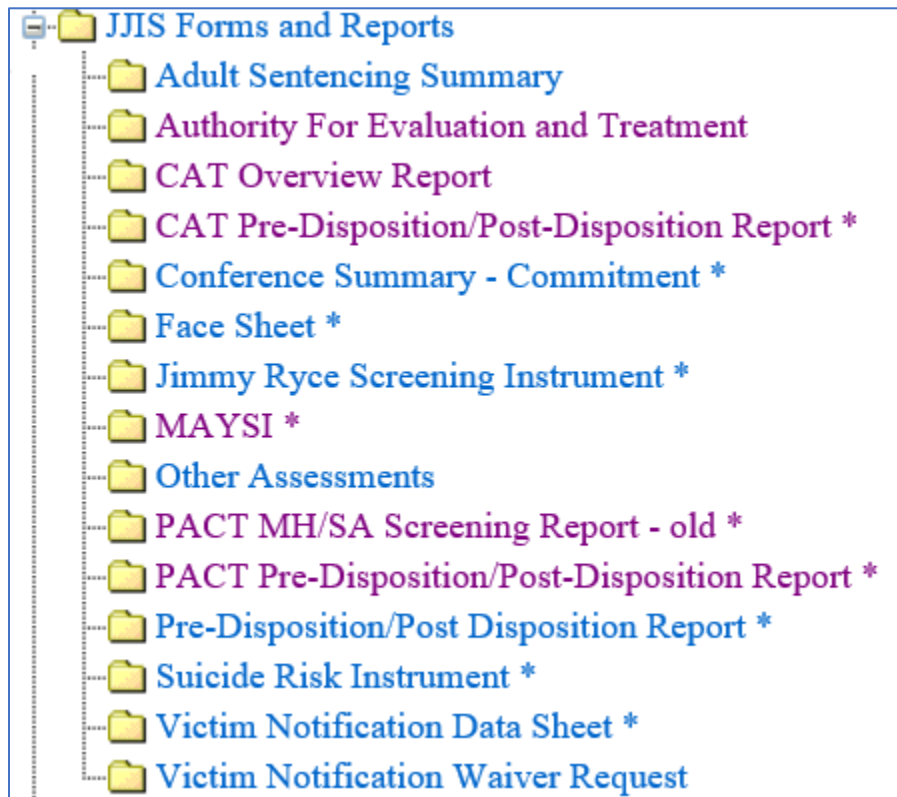 JJIS Forms and Reports
Adult Sentencing Summary
Authority For Evaluation and Treatment
CAT Overview Report
CAT Pre-Disposition/Post-Disposition Report *
Conference Summary - Commitment *
Face Sheet *
Jimmy Ryce Screening Instrument *
MAYSI *
Other Assessments
PACT MH/SA Screening Report - old *
PACT Pre-Disposition/Post-Disposition Report *
Pre-Disposition/Post Disposition Report *
Suicide Risk Instrument *
Victim Notification Data Sheet *
Victim Notification Waiver Request